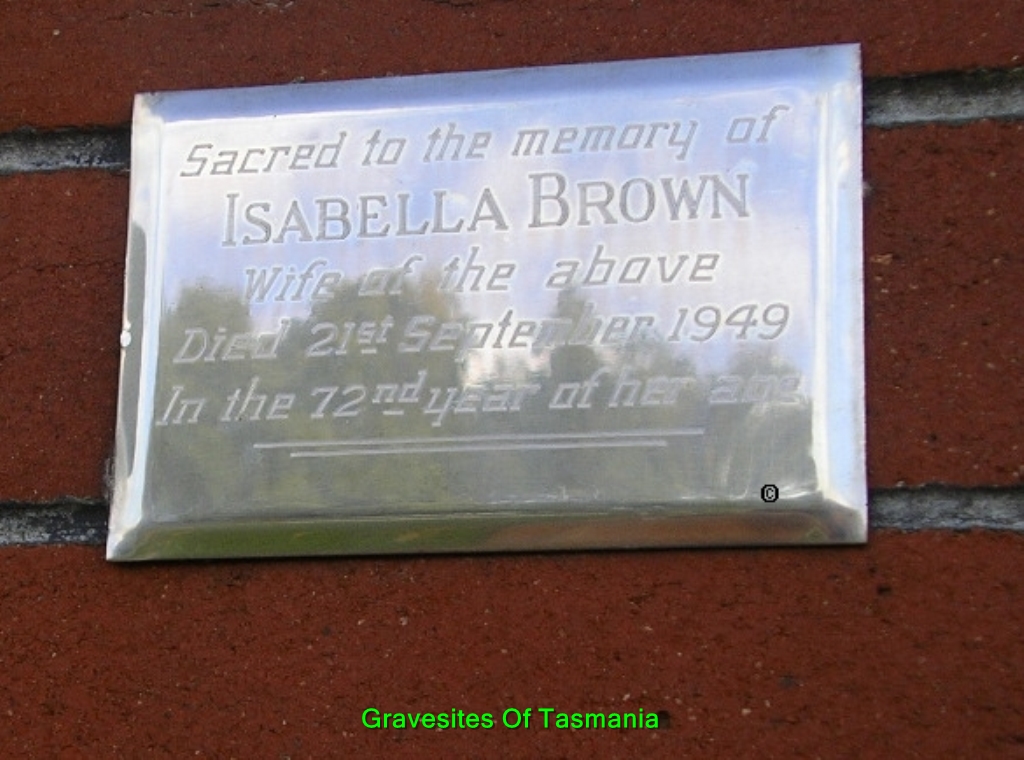 Sacred to the memory of
ISABELLA BROWN
Wife of the above
Died 21st September 1949
In the 72nd year of her age
©
Gravesites Of Tasmania